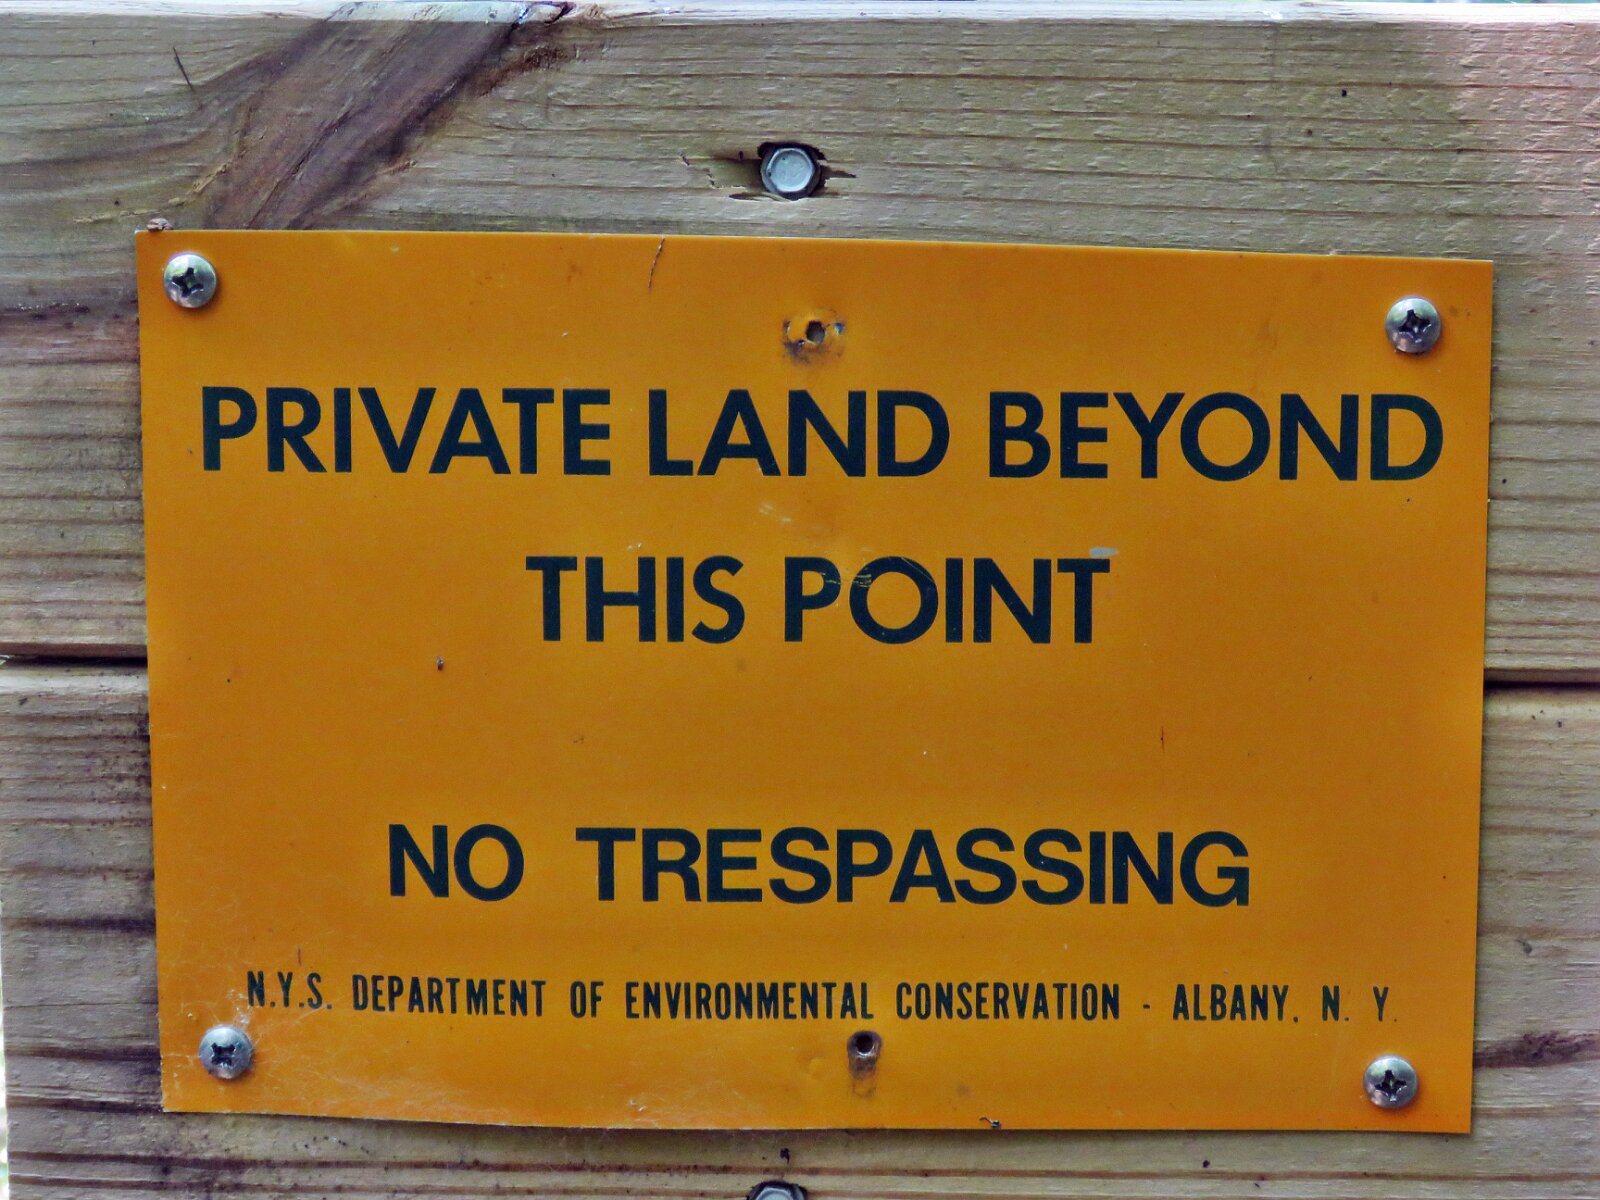 PRIVATE LAND BEYOND
THIS POINT
NO TRESPASSING
N.Y.S. DEPARTMENT OF ENVIRONMENTAL CONSERVATION - ALBANY, N. Y.